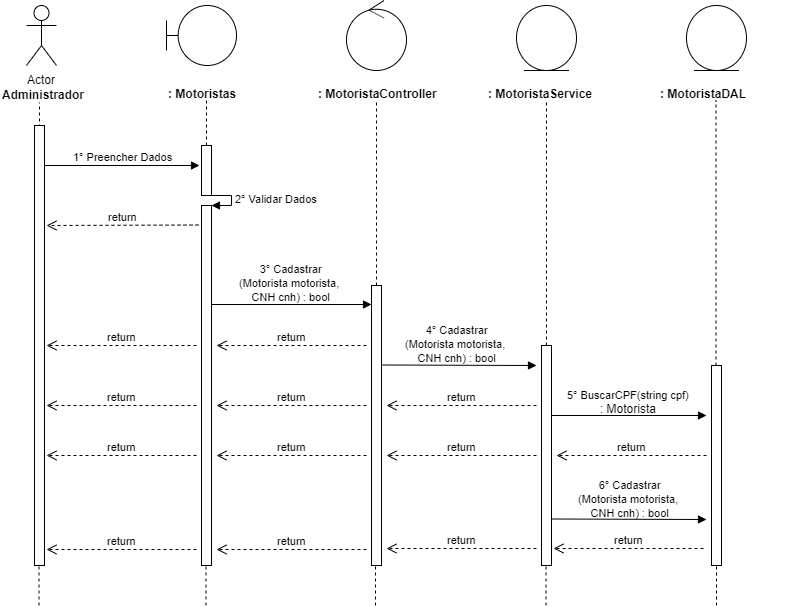 Actor
Administrador
: Motoristas
: MotoristaController
: MotoristaService
: MotoristaDAL
1° Preencher Dados
2° Validar Dados
return
3° Cadastrar
(Motorista motorista,
CNH cnh) : bool
return
return
4° Cadastrar
(Motorista motorista,
CNH cnh) : bool
return
return
return
5° BuscarCPF(string cpf)
: Motorista
return
return
return
return
6° Cadastrar
(Motorista motorista,
CNH cnh) : bool
return
return
return
return